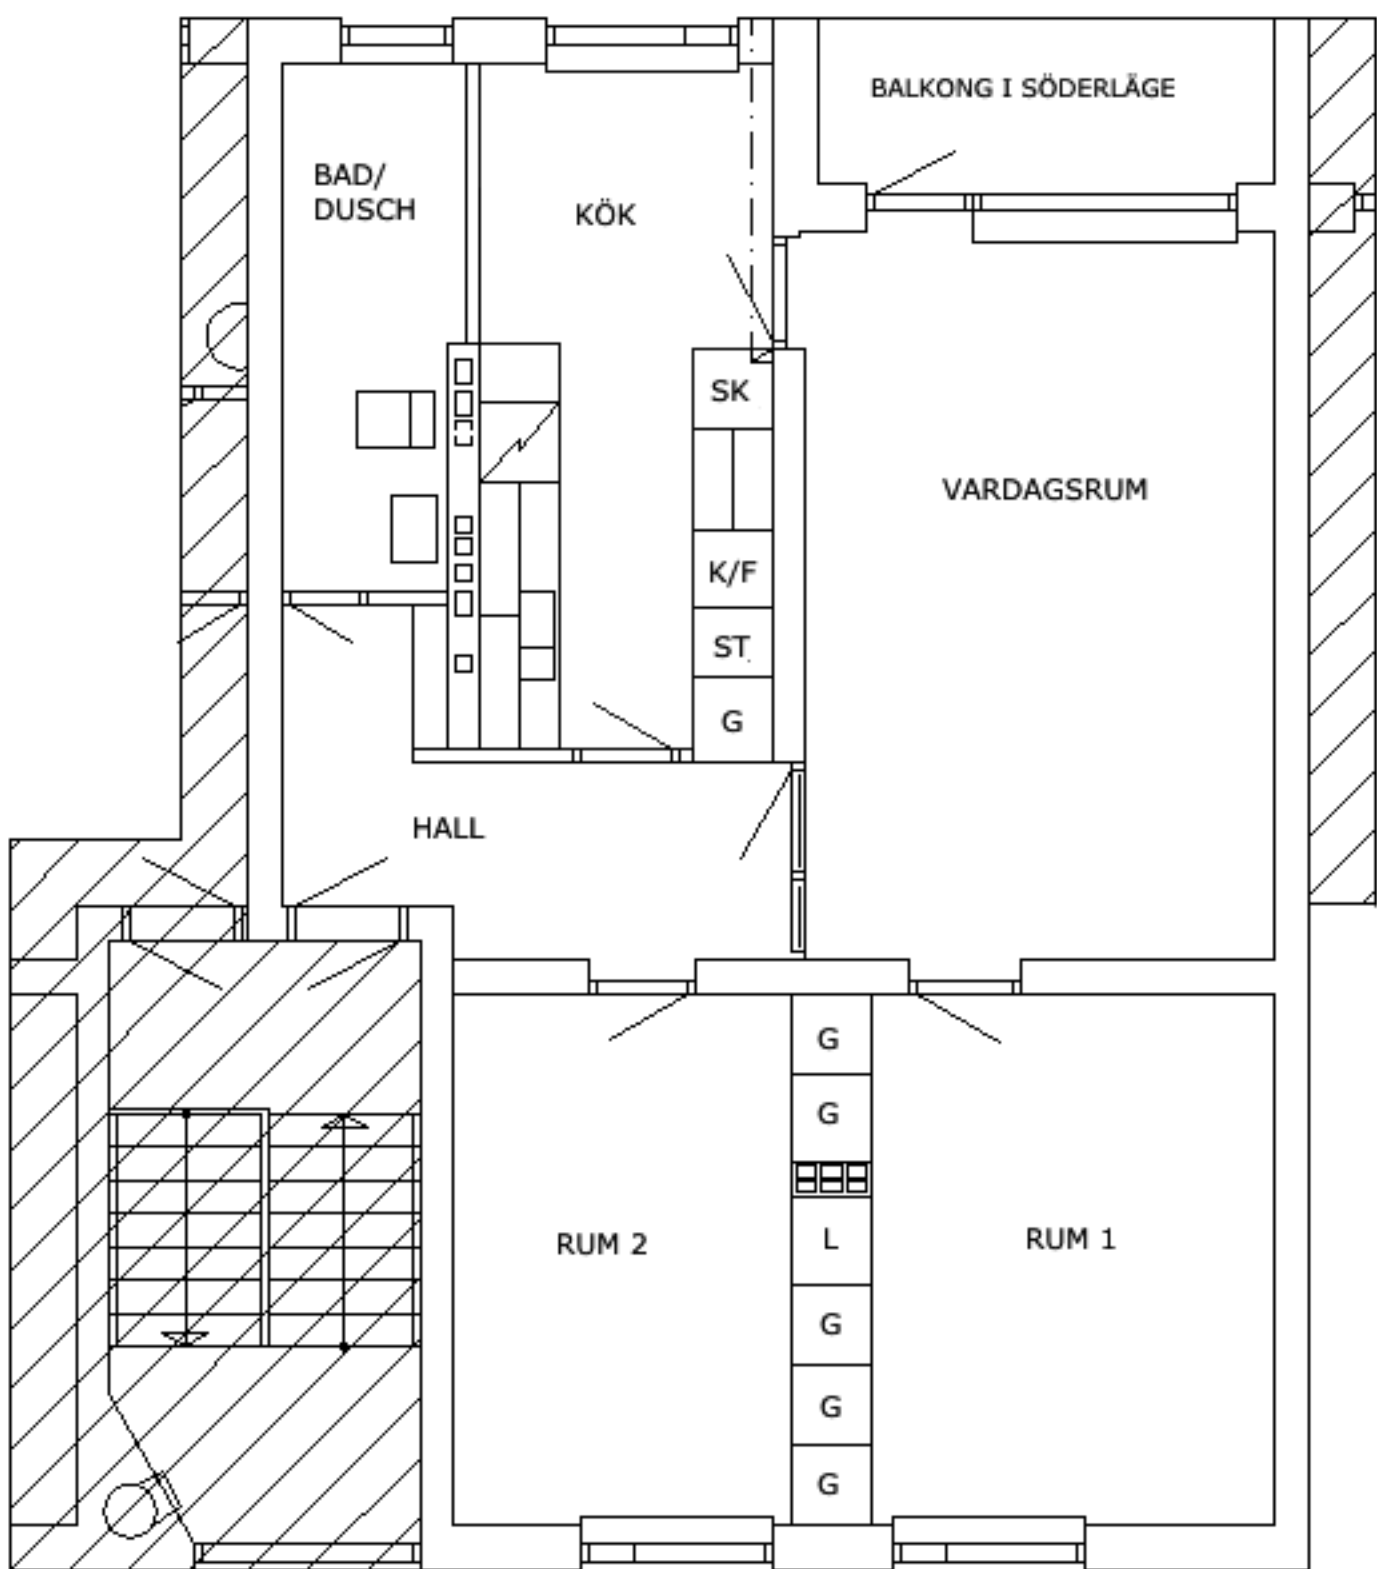 BALKONG I SÖDERLÄGE
BAD/
DUSCH
KÖK
SK
VARDAGSRUM
K/F
ST
G
HALL
G
G
RUM 2
L
RUM 1
G
G
G